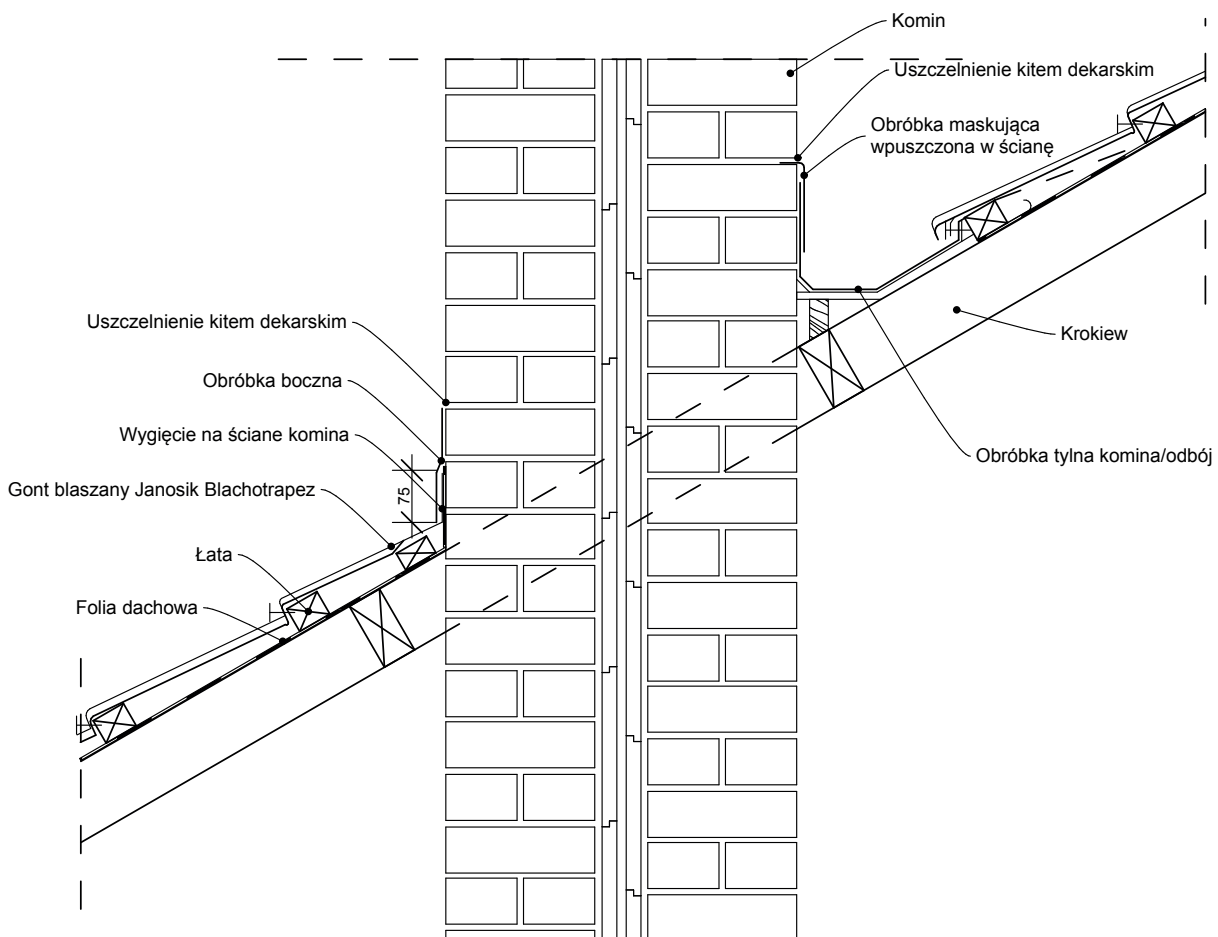 Komin
Uszczelnienie kitem dekarskim
Obróbka maskująca
wpuszczona w ścianę
Uszczelnienie kitem dekarskim
Krokiew
Obróbka boczna
Wygięcie na ściane komina
Obróbka tylna komina/odbój
Gont blaszany Janosik Blachotrapez
75
Łata
Folia dachowa